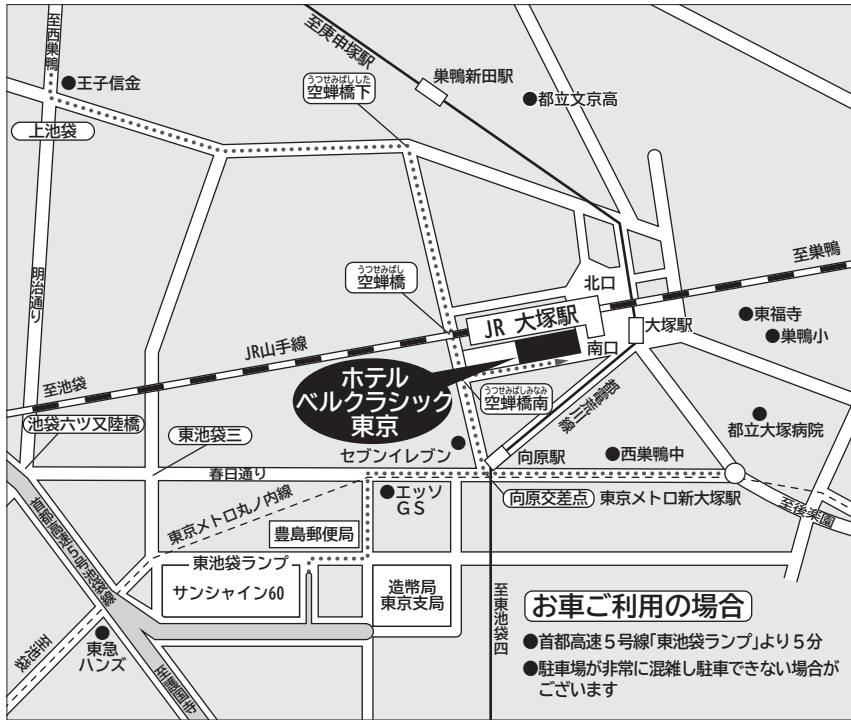 至西巣鴨
●王子信金
上池袋
明治通り
至庚申塚駅
巣鴨新田駅
うつせみばしした
空蝉橋下
●都立文京高
うつせみばし
空蝉橋
北口
至巣鴨
JR 大塚駅
大塚駅
●東福寺
●巣鴨小
南口
JR山手線
至池袋
ホテル
ベルクラシック
東京
うつせみばしみなみ
空蝉橋南
都電荒川線
池袋六ツ又陸橋
東池袋三
セブンイレブン
都立大塚病院
向原駅
●西巣鴨中
春日通り
向原交差点
東京メトロ新大塚駅
至後楽園
首都高速5号池袋線
東京メトロ丸ノ内線
●エッソ
GS
豊島郵便局
東池袋ランプ
サンシャイン60
造幣局
東京支局
至池袋
東急
ハンズ
至護国寺
至東池袋四
お車ご利用の場合
●首都高速5号線「東池袋ランプ」より5分
●駐車場が非常に混雑し駐車できない場合が
ございます